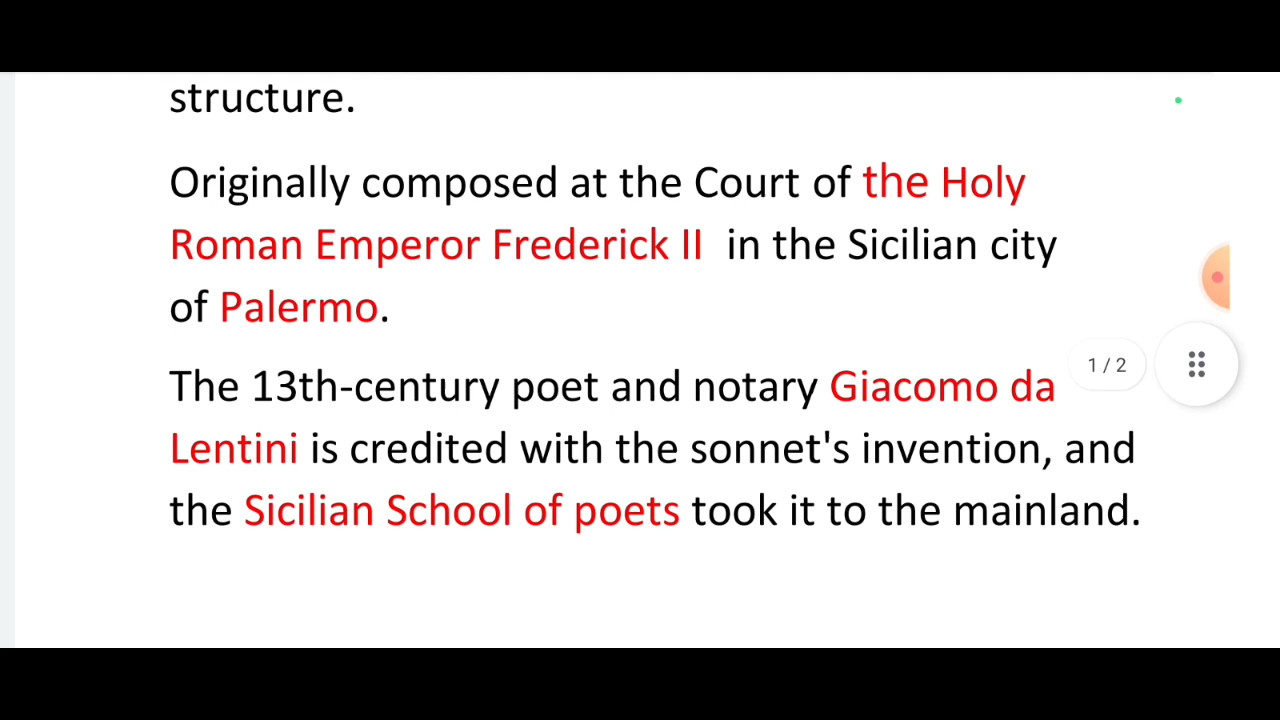 structure.
Originally composed at the Court of the Holy
Roman Emperor Frederick II in the Sicilian city
of Palermo.
1 / 2
The 13th-century poet and notary Giacomo da
Lentini is credited with the sonnet's invention, and
the Sicilian School of poets took it to the mainland.